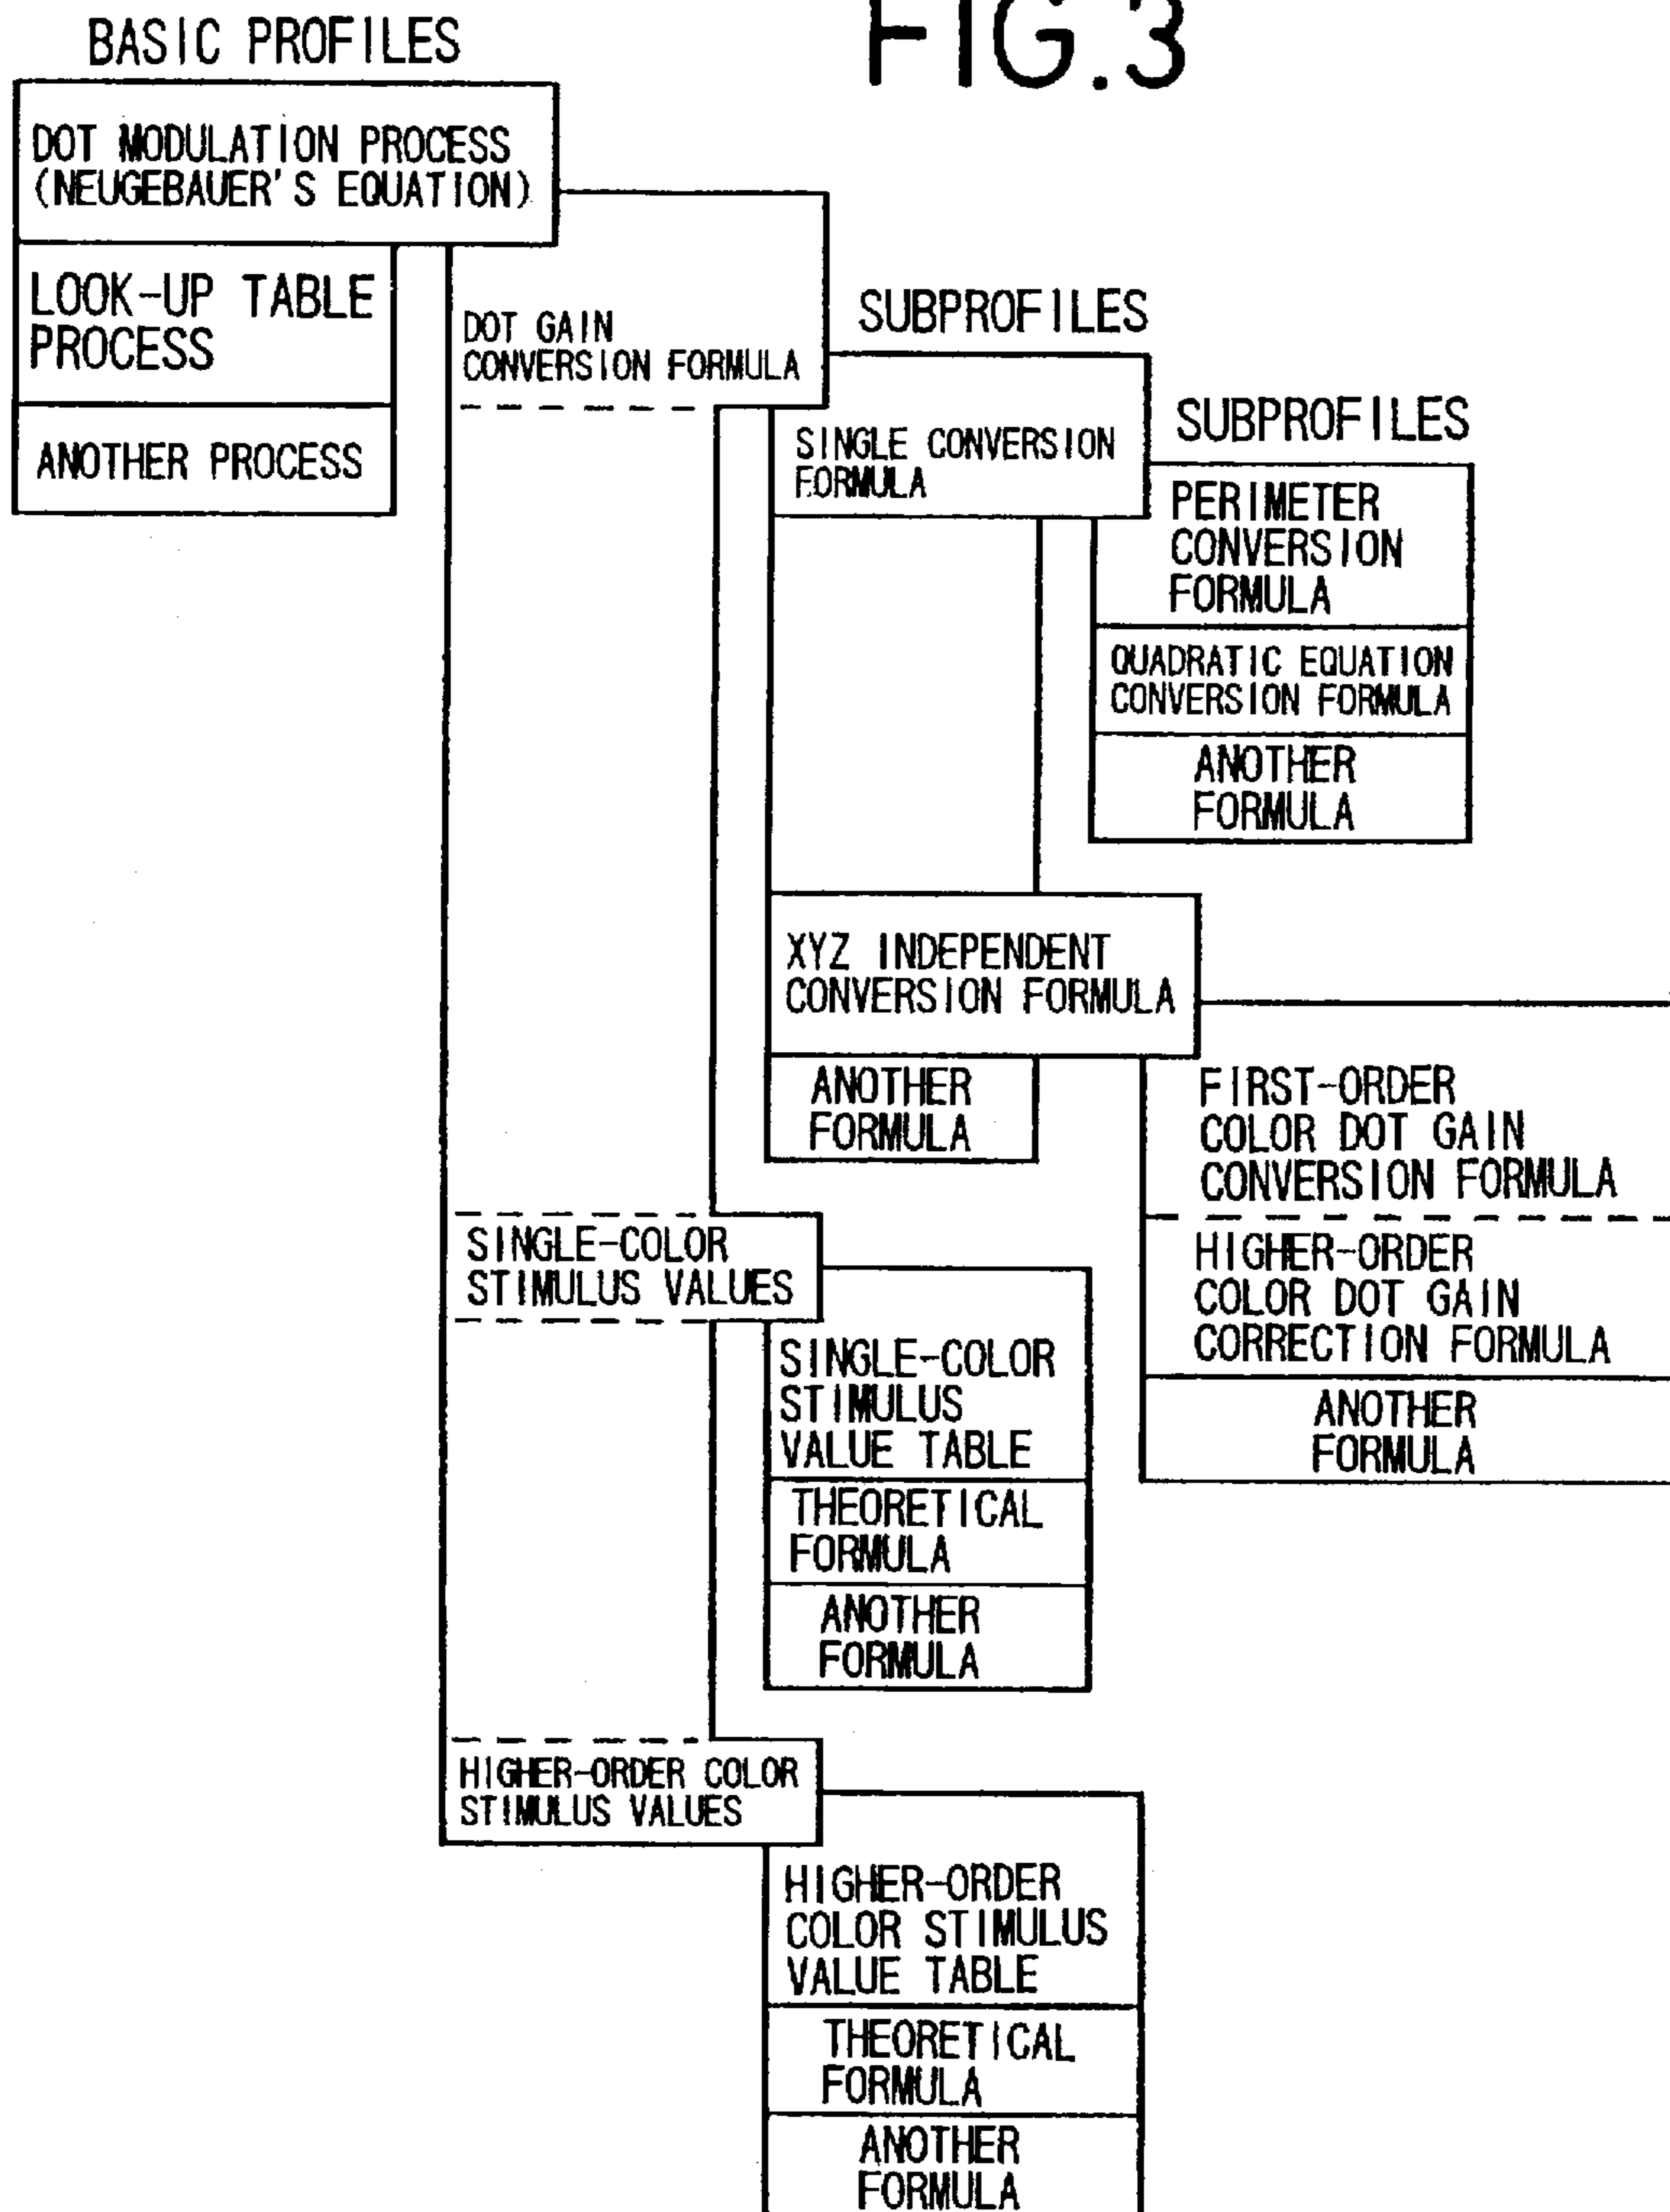 FIG.3
BASIC PROFILES
DOT MODULATION PROCESS
(NEUGEBAUER'S EQUATION)
LOOK-UP TABLE
PROCESS
ANOTHER PROCESS
DOT GAIN
CONVERSION FORMULA
SUBPROFILES
SINGLE CONVERSION
FORMULA
SUBPROFILES
PERIMETER
CONVERSION
FORMULA
QUADRATIC EQUATION
CONVERSION FORMULA
ANOTHER
FORMULA
XYZ INDEPENDENT
CONVERSION FORMULA
ANOTHER
FORMULA
FIRST-ORDER
COLOR DOT GAIN
CONVERSION FORMULA
HIGHER-ORDER
COLOR DOT GAIN
CORRECTION FORMULA
ANOTHER
FORMULA
SINGLE-COLOR
STIMULUS VALUES
SINGLE-COLOR
STIMULUS
VALUE TABLE
THEORETICAL
FORMULA
ANOTHER
FORMULA
HIGHER-ORDER COLOR
STIMULUS VALUES
HIGHER-ORDER
COLOR STIMULUS
VALUE TABLE
THEORETICAL
FORMULA
ANOTHER
FORMULA